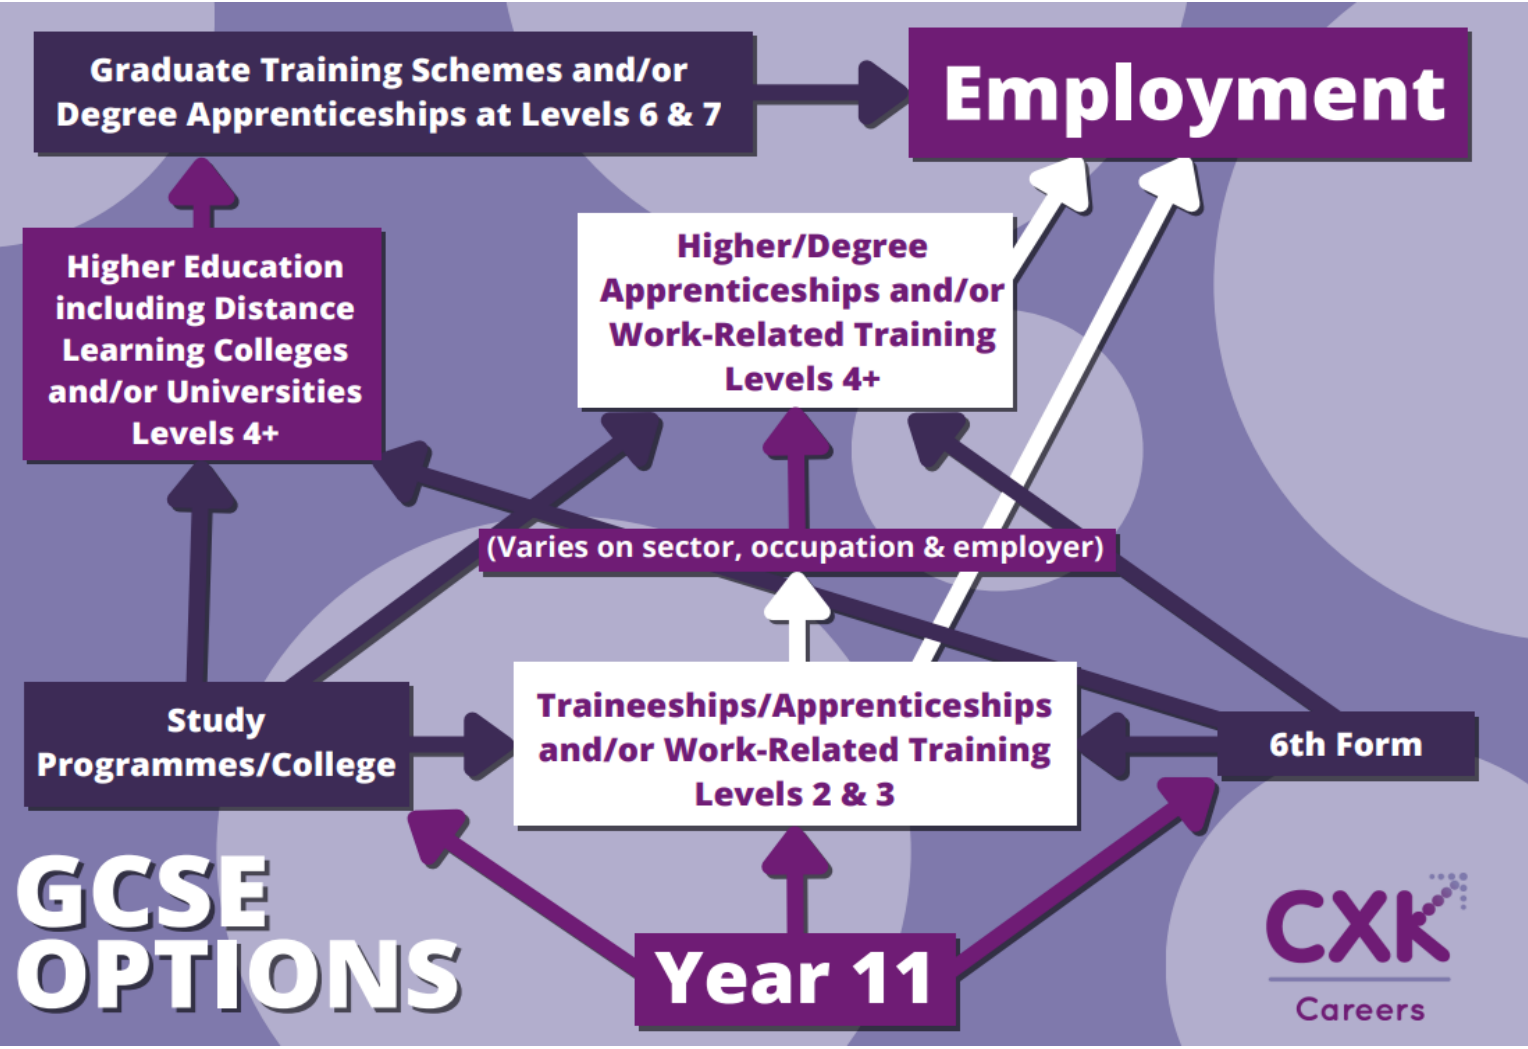 Graduate Training Schemes and/or
Degree Apprenticeships at Levels 6 & 7
Employment
Higher Education
including Distance
Learning Colleges
and/or Universities
Levels 4+
Higher/Degree
Apprenticeships and/or
Work-Related Training
Levels 4+
(Varies on sector, occupation & employer)
Study
Programmes/College
Traineeships/Apprenticeships
and/or Work-Related Training
Levels 2 & 3
6th Form
GCSE
OPTIONS
Year 11
CXK
Careers